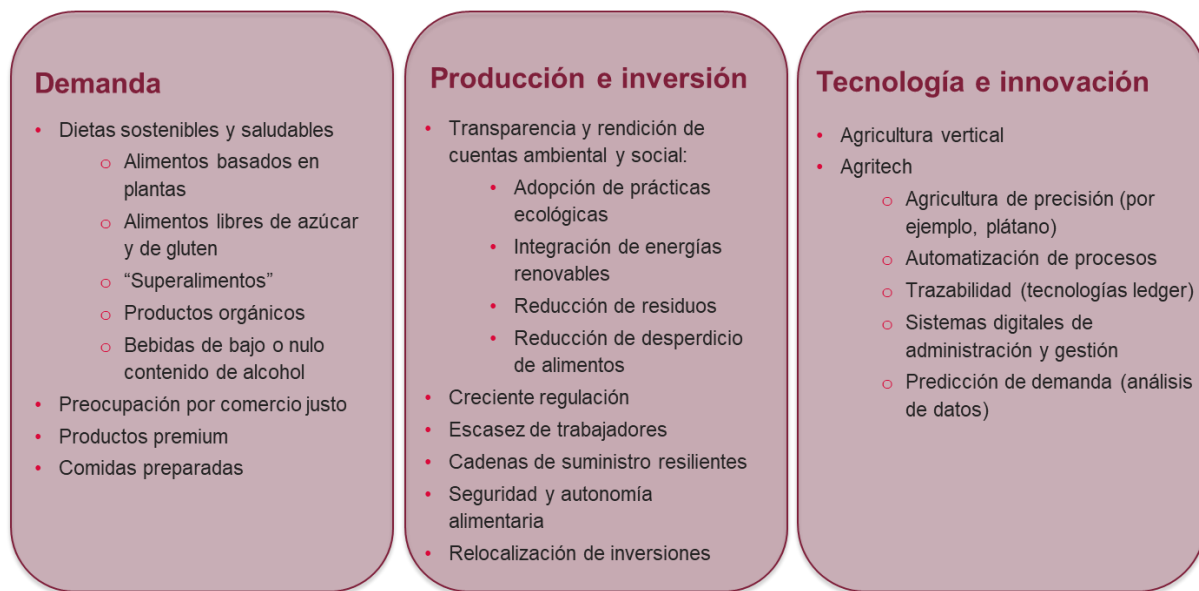 Demanda
• Dietas sostenibles y saludables
o Alimentos basados en
plantas
o Alimentos libres de azúcar
y de gluten
o “Superalimentos”
o Productos orgánicos
o Bebidas de bajo o nulo
contenido de alcohol
• Preocupación por comercio justo
• Productos premium
• Comidas preparadas
Producción e inversión
• Transparencia y rendición de
cuentas ambiental y social:
• Adopción de prácticas
ecológicas
• Integración de energías
renovables
• Reducción de residuos
• Reducción de desperdicio
de alimentos
• Creciente regulación
• Escasez de trabajadores
• Cadenas de suministro resilientes
• Seguridad y autonomía
alimentaria
• Relocalización de inversiones
Tecnología e innovación
• Agricultura vertical
• Agritech
o Agricultura de precisión (por
ejemplo, plátano)
o Automatización de procesos
o Trazabilidad (tecnologías ledger)
o Sistemas digitales de
administración y gestión
o Predicción de demanda (análisis
de datos)